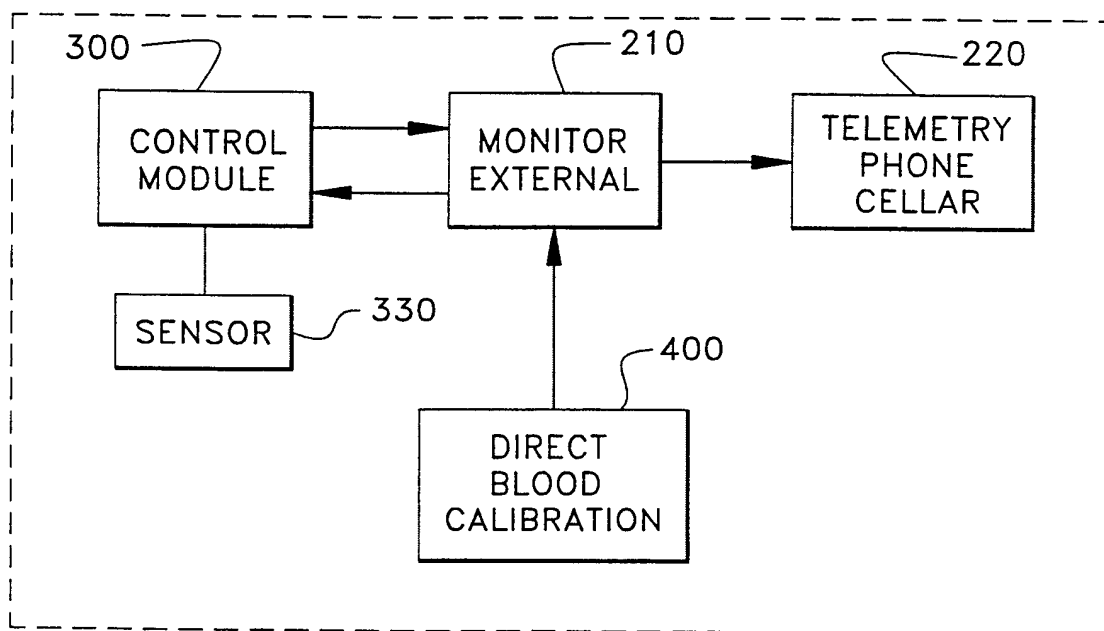 300
210
220
CONTROL
MODULE
MONITOR
EXTERNAL
TELEMETRY
PHONE
CELLAR
SENSOR
330
400
DIRECT
BLOOD
CALIBRATION